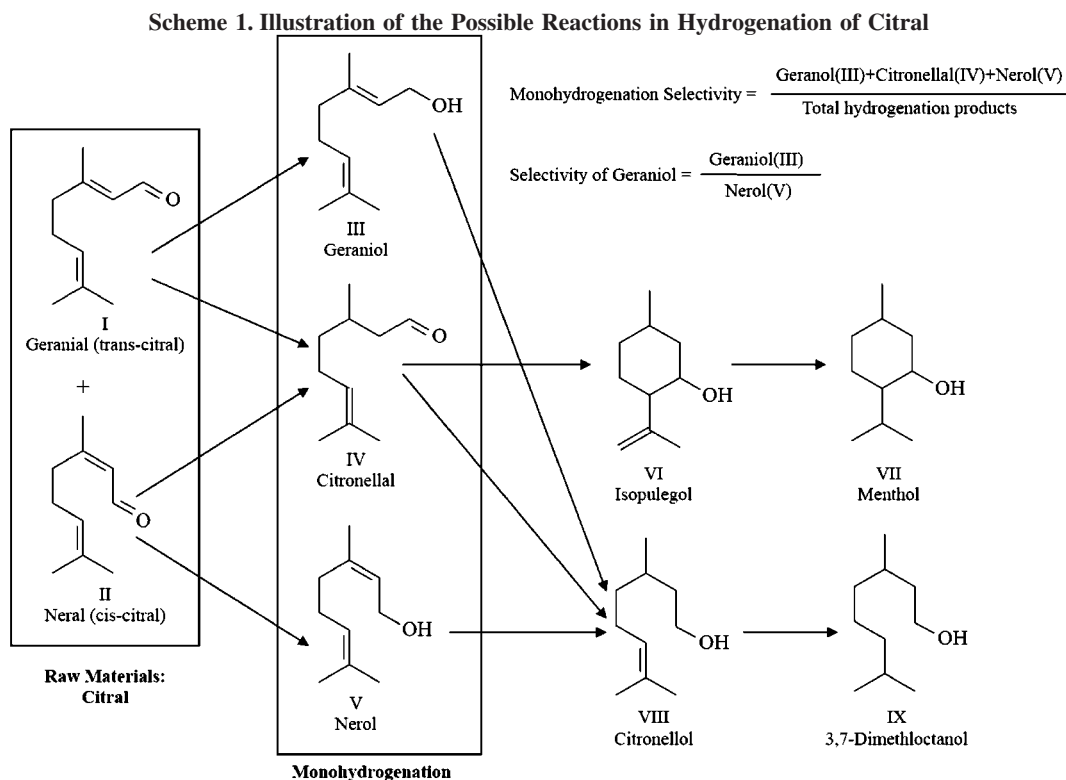 Scheme 1. Illustration of the Possible Reactions in Hydrogenation of Citral
Monohydrogenation Selectivity = Geranol(III)+Citronellal(IV)+Nerol(V)
Total hydrogenation products
Selectivity of Geraniol = Geraniol(III)
Nerol(V)
O
I
Geranial (trans-citral)
+
O
II
Neral (cis-citral)
Raw Materials:
Citral
OH
III
Geraniol
O
IV
Citronellal
OH
V
Nerol
Monohydrogenation
OH
VI
Isopulegol
OH
VII
Menthol
OH
VIII
Citronellol
OH
IX
3,7-Dimethloctanol